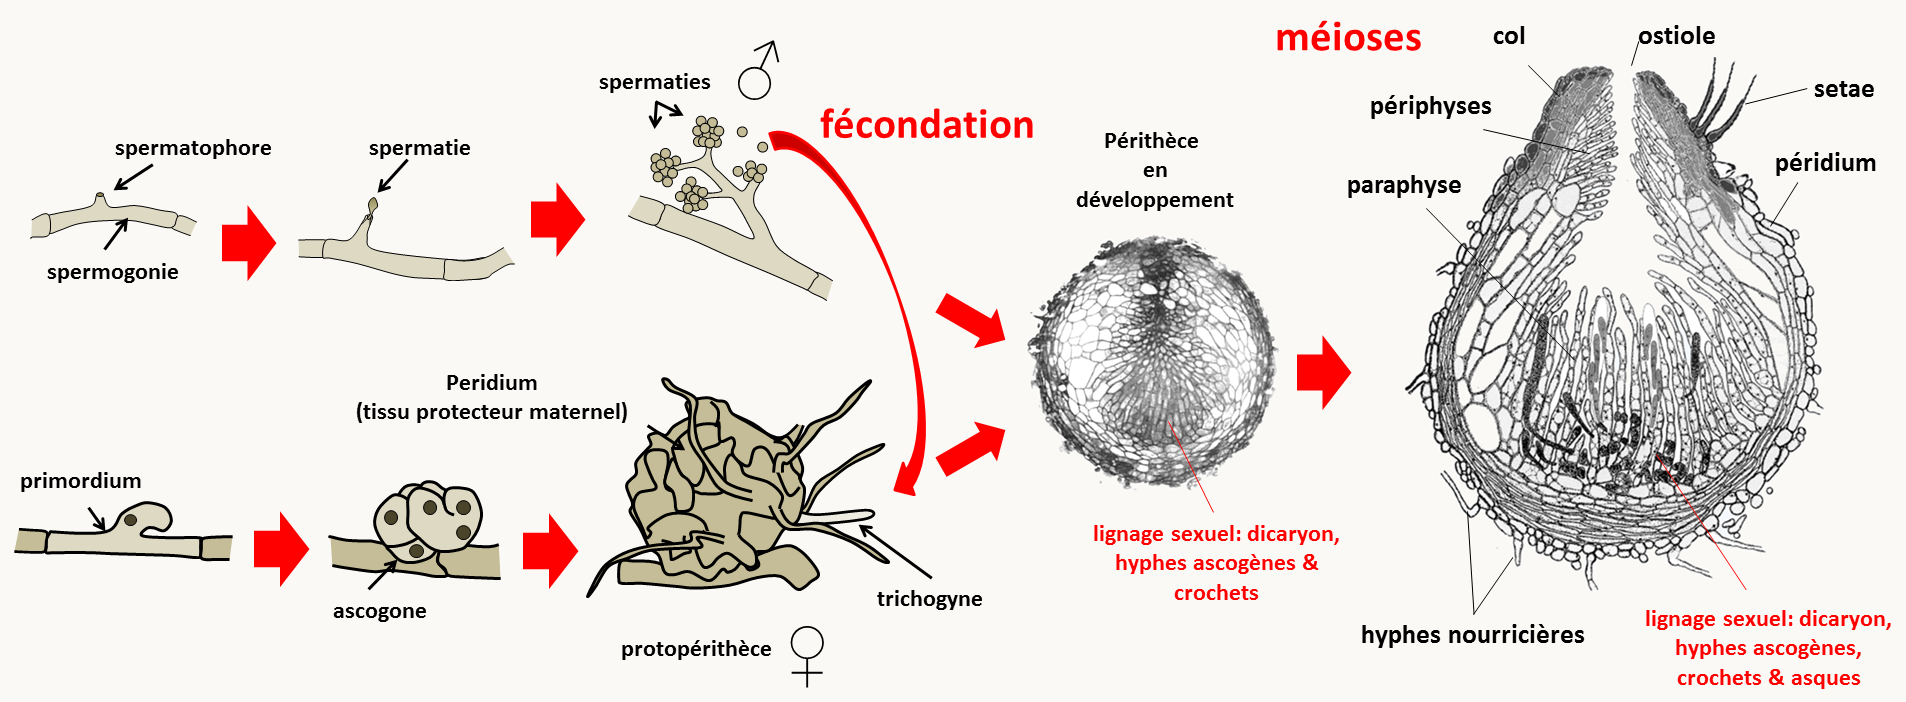 spermatophore
spermogonie
spermatie
spermaties
fécondation
primordium
ascogone
Peridium
(tissu protecteur maternel)
trichogyne
protopérithèce
Périthèce
en
développement
lignage sexuel: dicaryon,
hyphes ascogènes &
crochets
méioses
col
ostiole
périphyses
setae
paraphyse
péridium
hyphes nourricières
lignage sexuel: dicaryon,
hyphes ascogènes,
crochets & asques